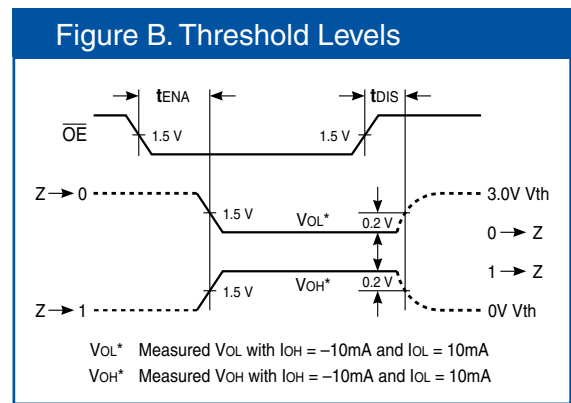 Figure B. Threshold Levels
tENA
tDIS
OE
1.5 V
1.5 V
Z → 0
1.5 V
VOL*
0.2 V
3.0V Vth
0 → Z
Z → 1
1.5 V
VOH*
0.2 V
1 → Z
0V Vth
VOL* Measured VOL with IOH = –10mA and IOL = 10mA
VOH* Measured VOH with IOH = –10mA and IOL = 10mA